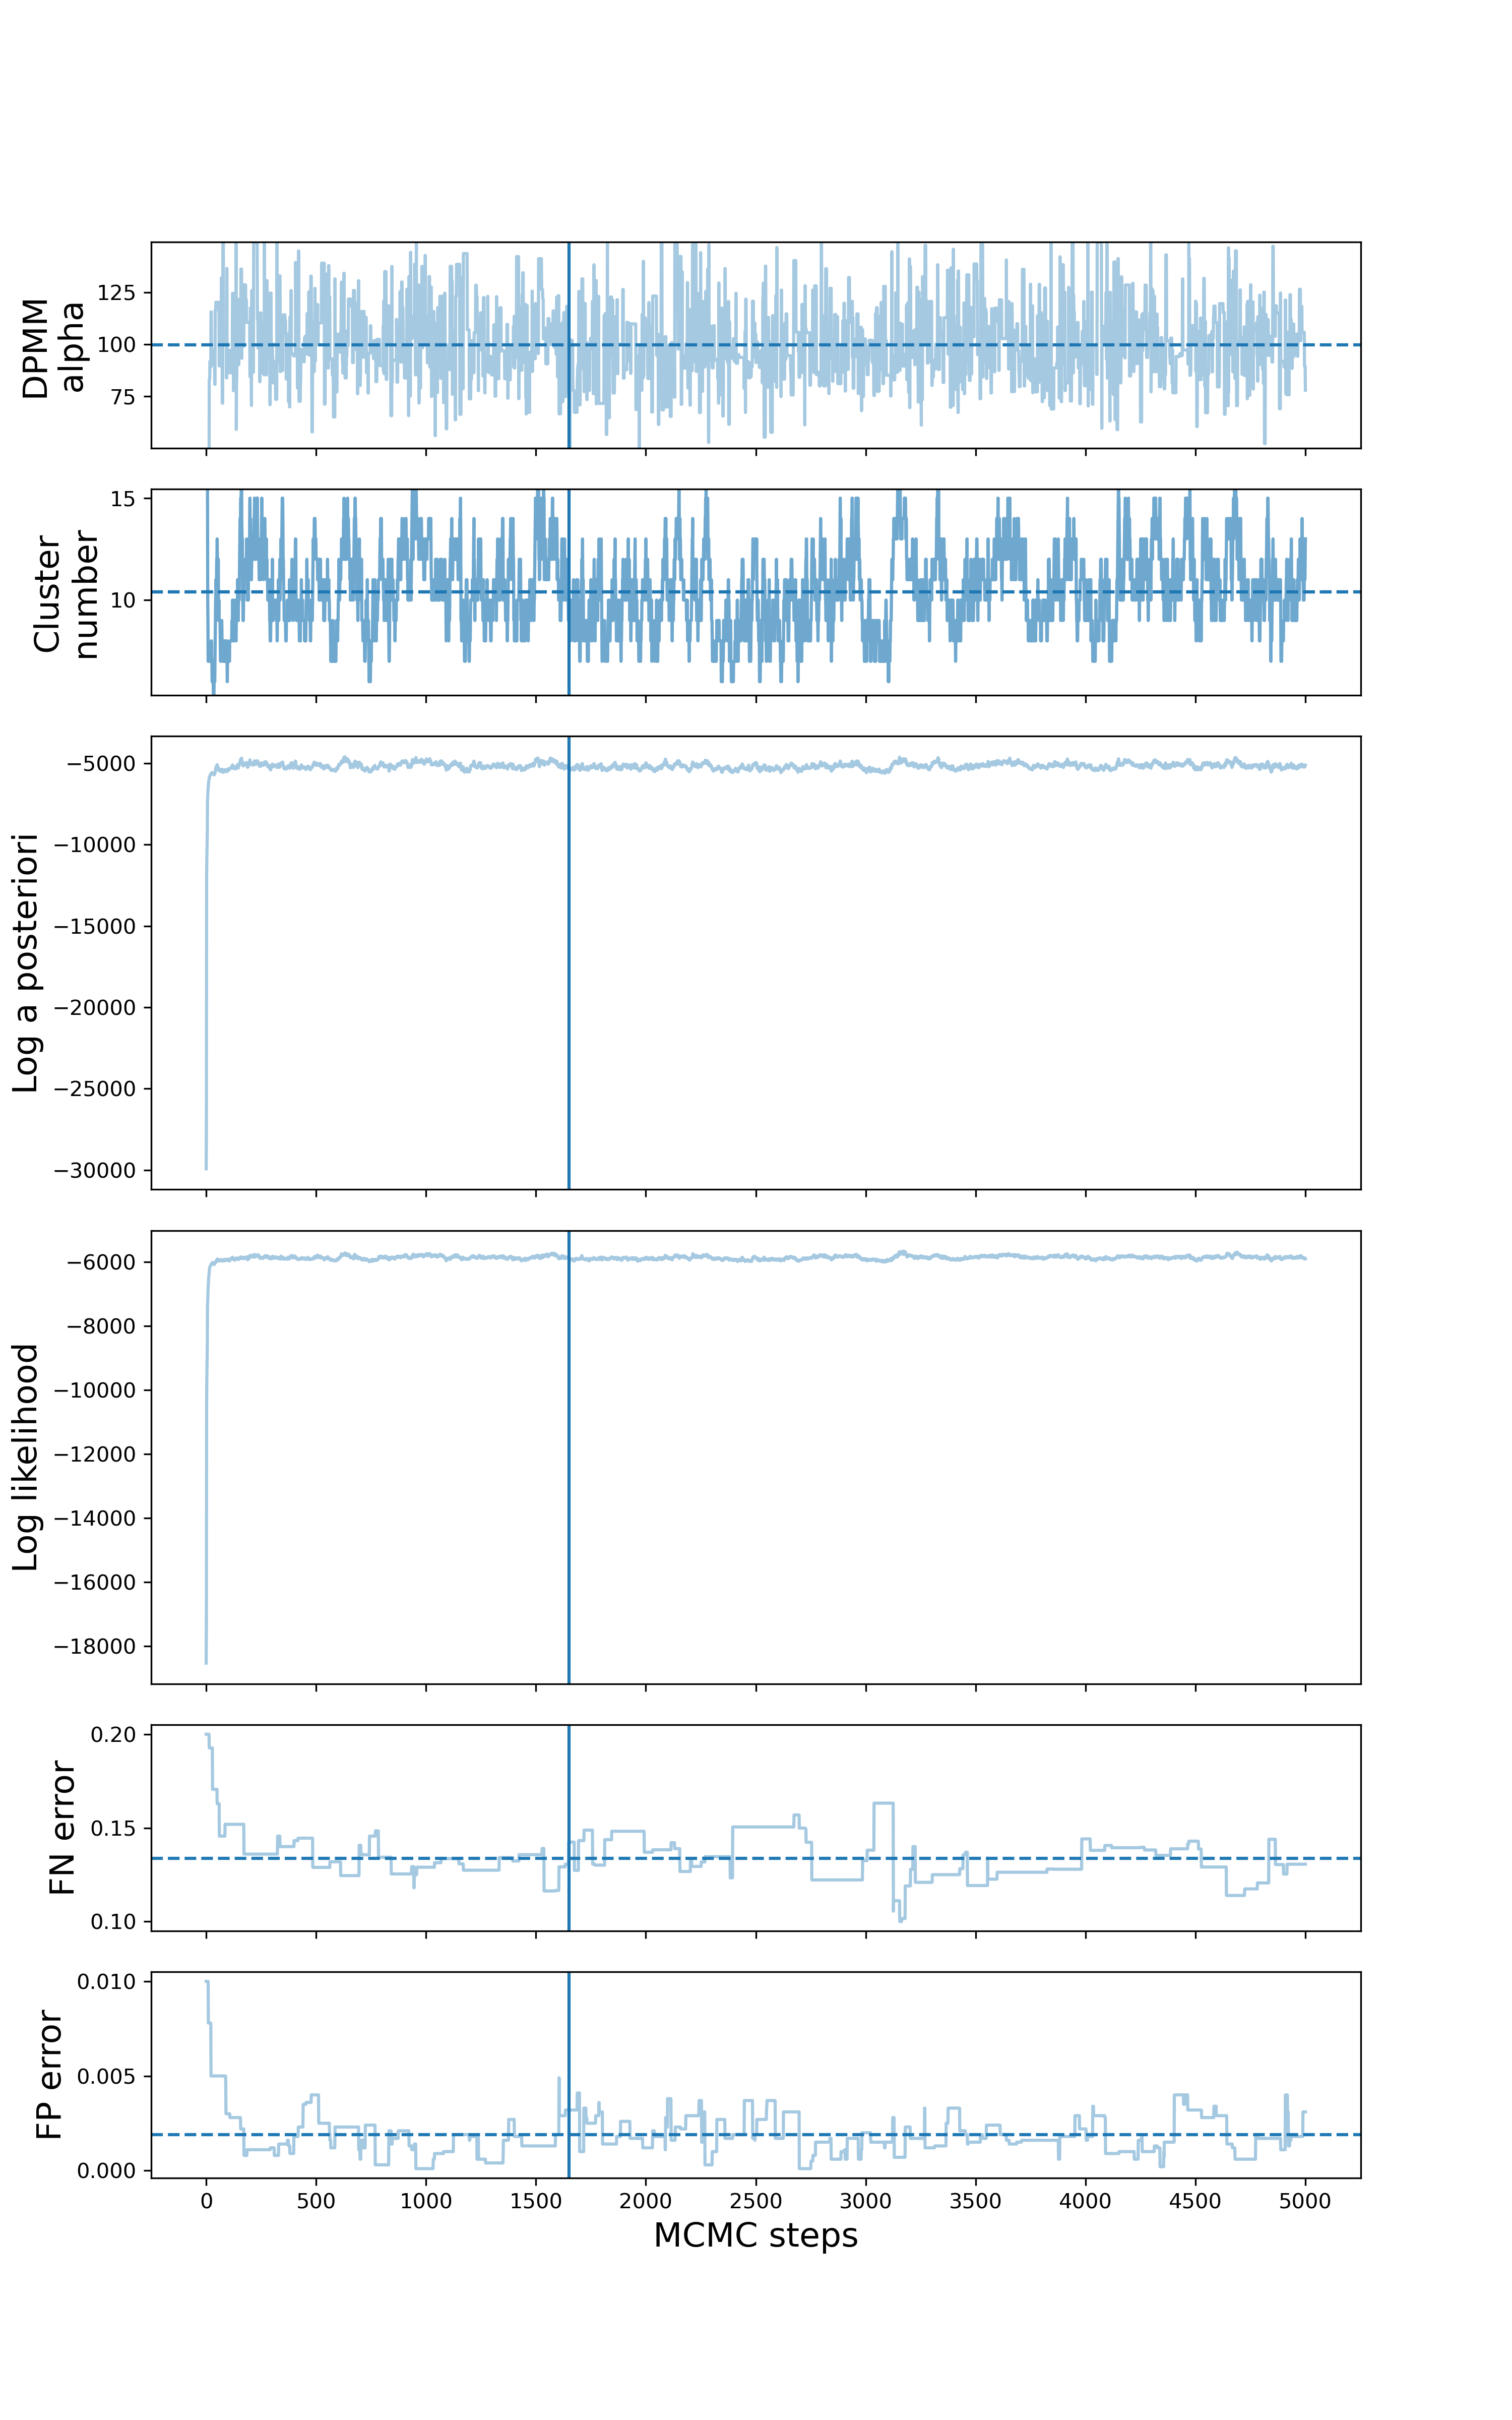 DPMM
alpha
125
100
75
Cluster
number
15
10
Log a posteriori
−5000
−10000
−15000
−20000
−25000
−30000
Log likelihood
−6000
−8000
−10000
−12000
−14000
−16000
−18000
FN error
0.20
0.15
0.10
FP error
0.010
0.005
0.000
0 500 1000 1500 2000 2500 3000 3500 4000 4500 5000
MCMC steps